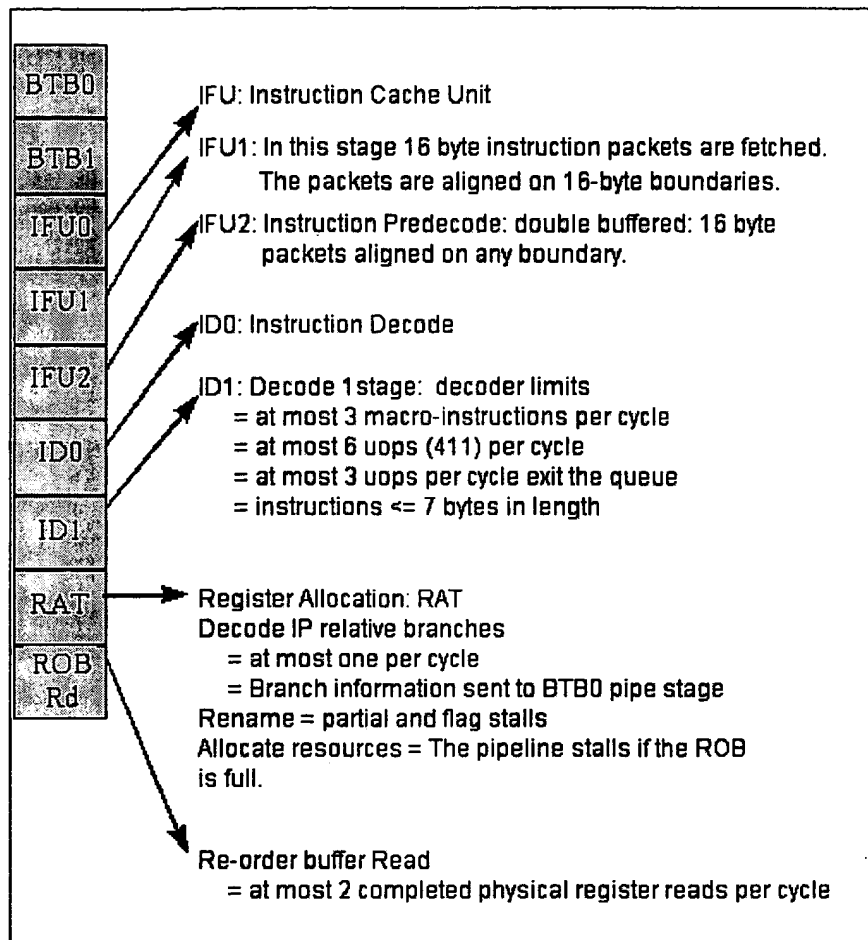 BTB0
BTB1
IFU0
IFU1
IFU2
ID0
ID1
RAT
ROB
Rd
IFU: Instruction Cache Unit
IFU1: In this stage 16 byte instruction packets are fetched.
The packets are aligned on 16-byte boundaries.
IFU2: Instruction Predecode: double buffered: 16 byte
packets aligned on any boundary.
ID0: Instruction Decode
ID1: Decode 1 stage: decoder limits
= at most 3 macro-instructions per cycle
= at most 6 uops (411) per cycle
= at most 3 uops per cycle exit the queue
= instructions <= 7 bytes in length
Register Allocation: RAT
Decode IP relative branches
= at most one per cycle
= Branch information sent to BTB0 pipe stage
Rename = partial and flag stalls
Allocate resources = The pipeline stalls if the ROB
is full.
Re-order buffer Read
= at most 2 completed physical register reads per cycle